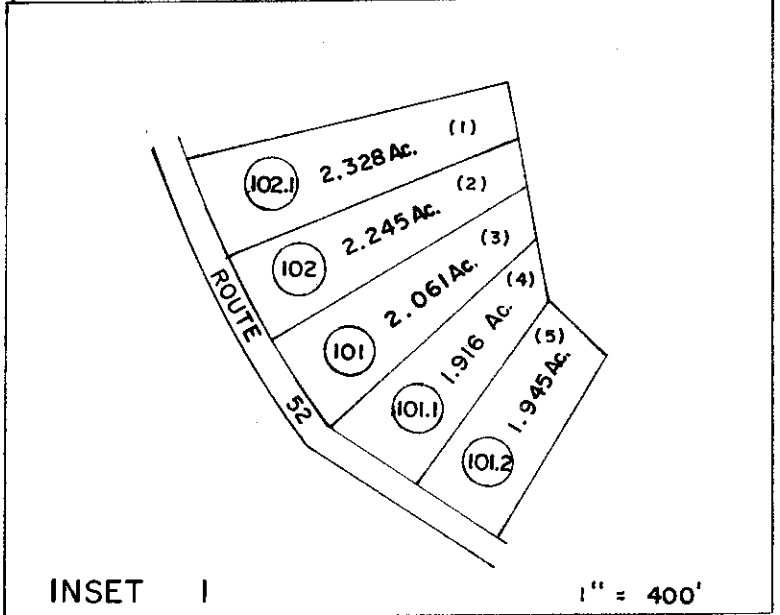 (1)
102.1 2.328 Ac.
(2)
102 2.245 Ac.
(3)
101 2.061 Ac.
(4)
101.1 1.916 Ac.
(5)
101.2 1.945 Ac.
ROUTE 52
INSET 1
1" = 400'